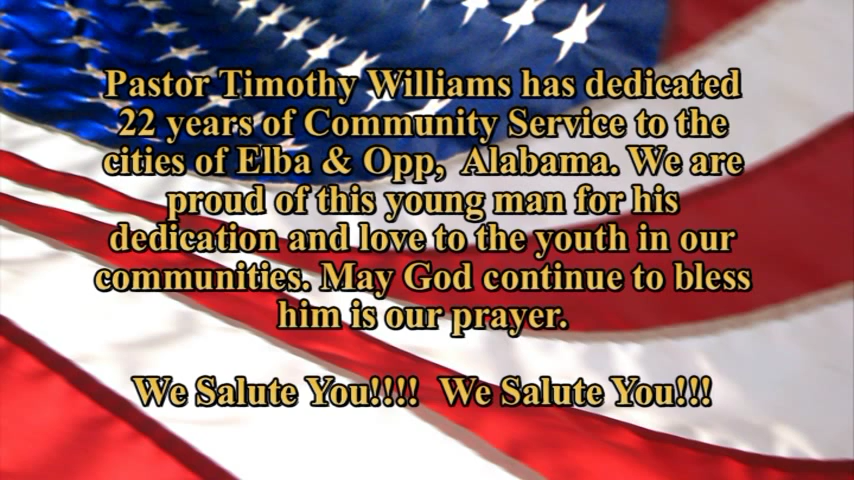 Pastor Timothy Williams has dedicated
22 years of Community Service to the
cities of Elba & Opp,  Alabama. We are
proud of this young man for his
dedication and love to the youth in our
communities. May God continue to bless
him is our prayer.
We Salute You!!!!  We Salute You!!!